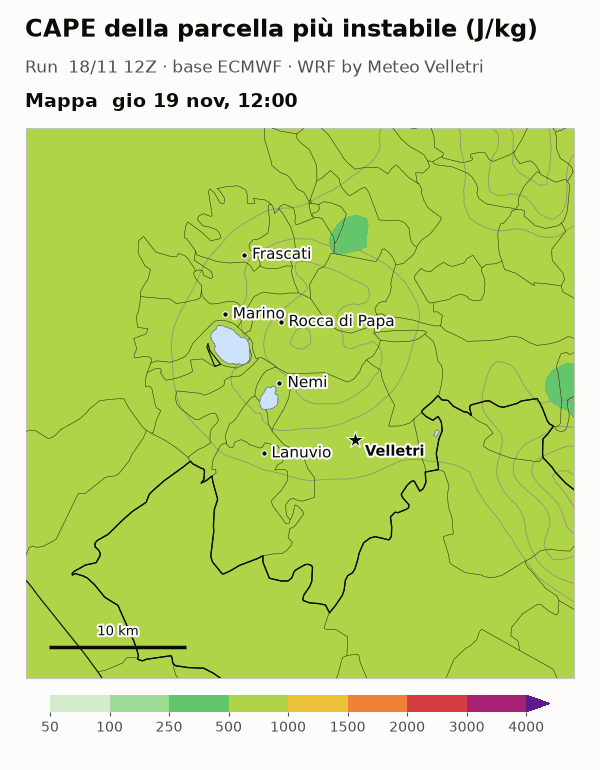 CAPE della parcella più instabile (J/kg)
Run  18/11 12Z · base ECMWF · WRF by Meteo Velletri
Mappa  gio 19 nov, 12:00
Frascati
Marino
Rocca di Papa
Nemi
Velletri
Lanuvio
10 km
50 100 250 500 1000 1500 2000 3000 4000